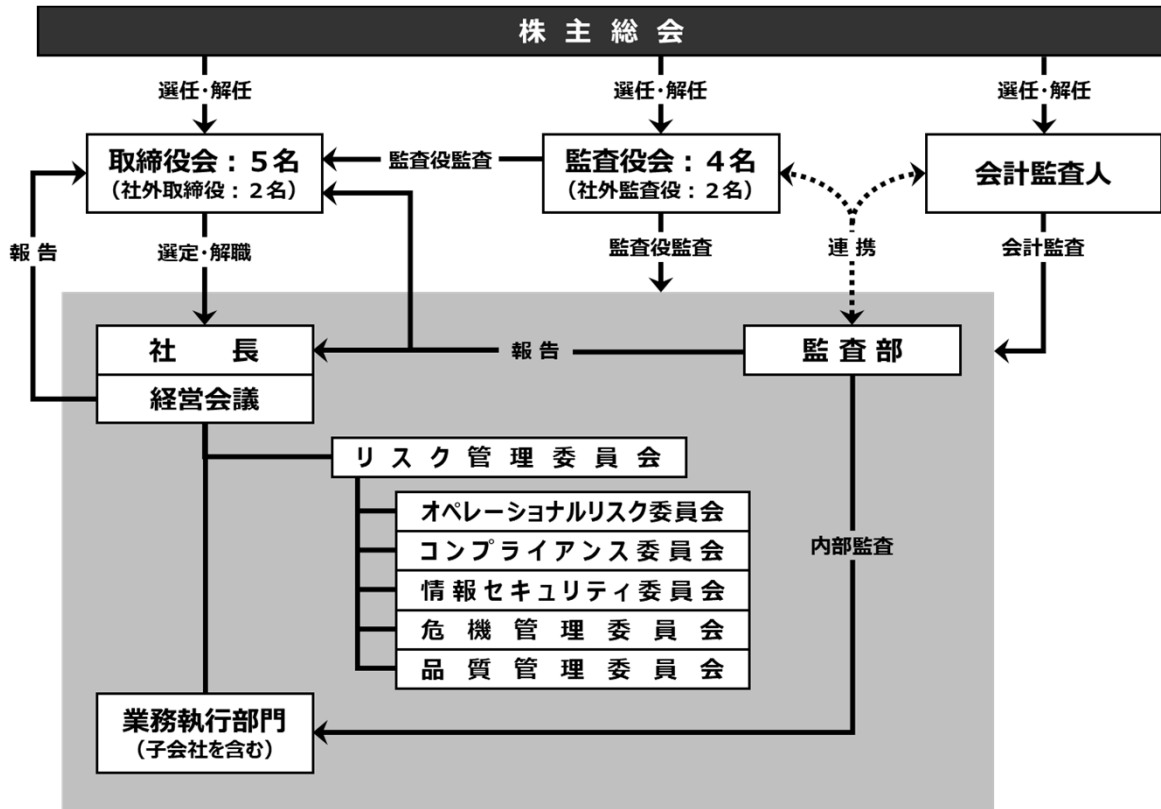 株主総会
選任・解任
選任・解任
選任・解任
取締役会：５名
（社外取締役：２名）
監査役監査
監査役会：４名
（社外監査役：２名）
会計監査人
報告
選定・解職
監査役監査
連携
会計監査
社長
経営会議
報告
監査部
リスク管理委員会
オペレーショナルリスク委員会
コンプライアンス委員会
情報セキュリティ委員会
危機管理委員会
品質管理委員会
内部監査
業務執行部門
（子会社を含む）